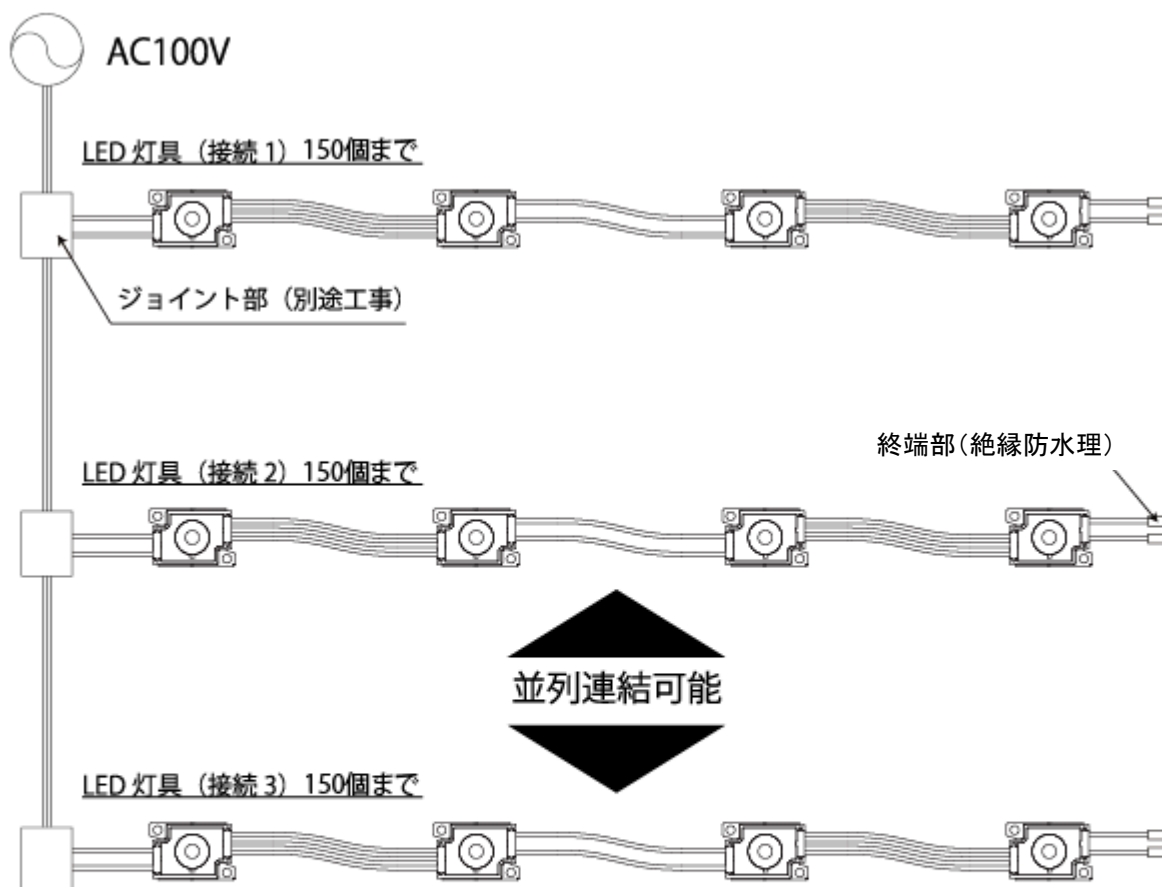 AC100V
LED 灯具（接続 1）150個まで
ジョイント部（別途工事）
終端部（絶縁防水理）
LED 灯具（接続 2）150個まで
並列連結可能
LED 灯具（接続 3）150個まで